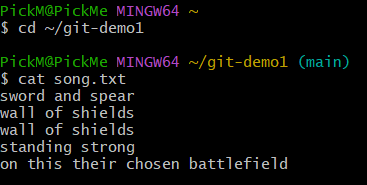 PickM@PickMe MINGW64 ~
$ cd ~/git-demo1
PickM@PickMe MINGW64 ~/git-demo1 (main)
$ cat song.txt
sword and spear
wall of shields
wall of shields
standing strong
on this their chosen battlefield